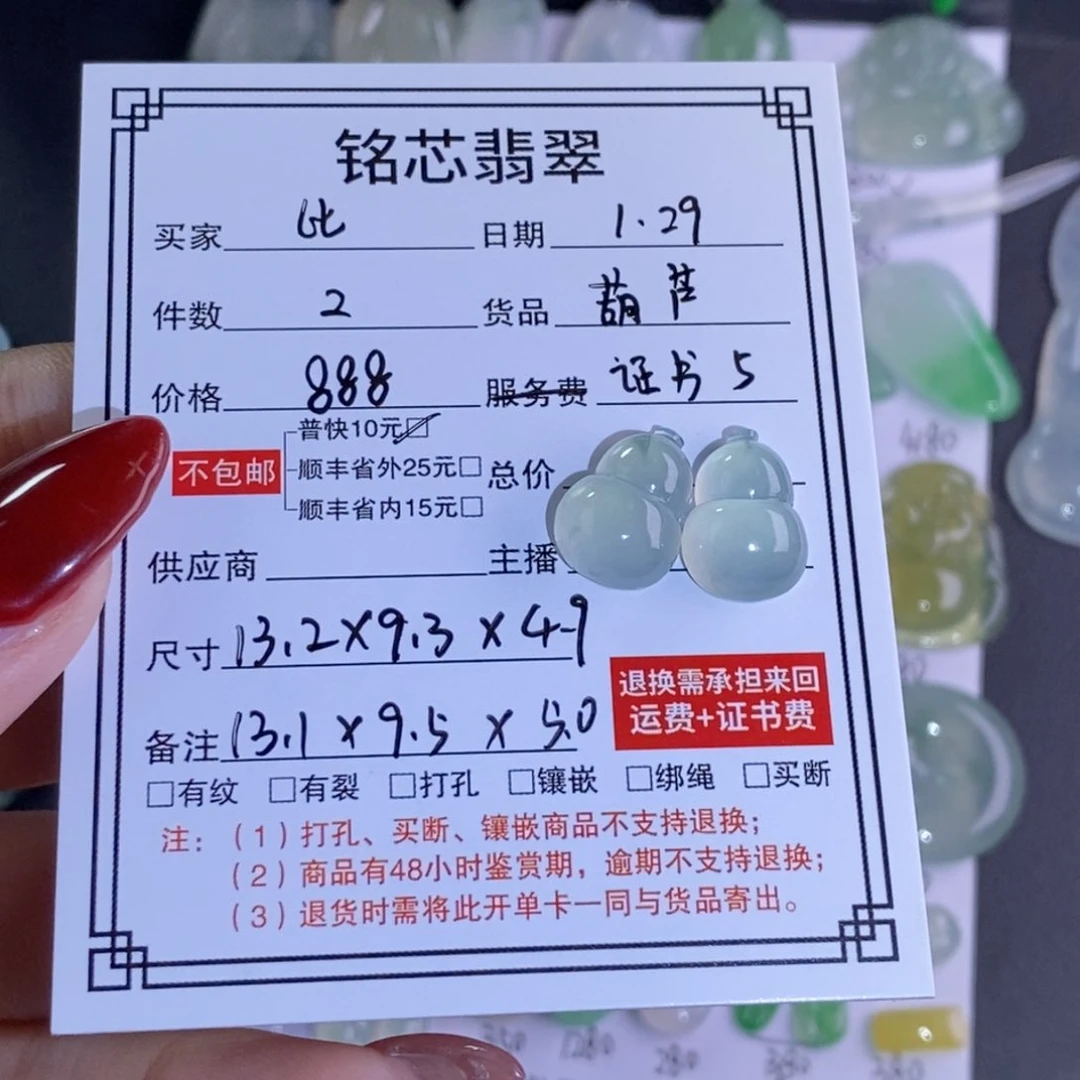 铭芯翡翠
买家 日期 1.29
件数 2 货品 葫芦
价格 888 服务费 证书 5
普快10元☑
不包邮 顺丰省外25元□ 总价
顺丰省内15元□
供应商 主播
尺寸 13.2×9.3×4.9
退换需承担来回
运费+证书费
备注 13.1×9.5×5.0
□有纹 □有裂 □打孔 □镶嵌 □绑绳 □买断
注：（1）打孔、买断、镶嵌商品不支持退换；
（2）商品有48小时鉴赏期，逾期不支持退换；
（3）退货时需将此开单卡一同与货品寄出。
1280
280
380